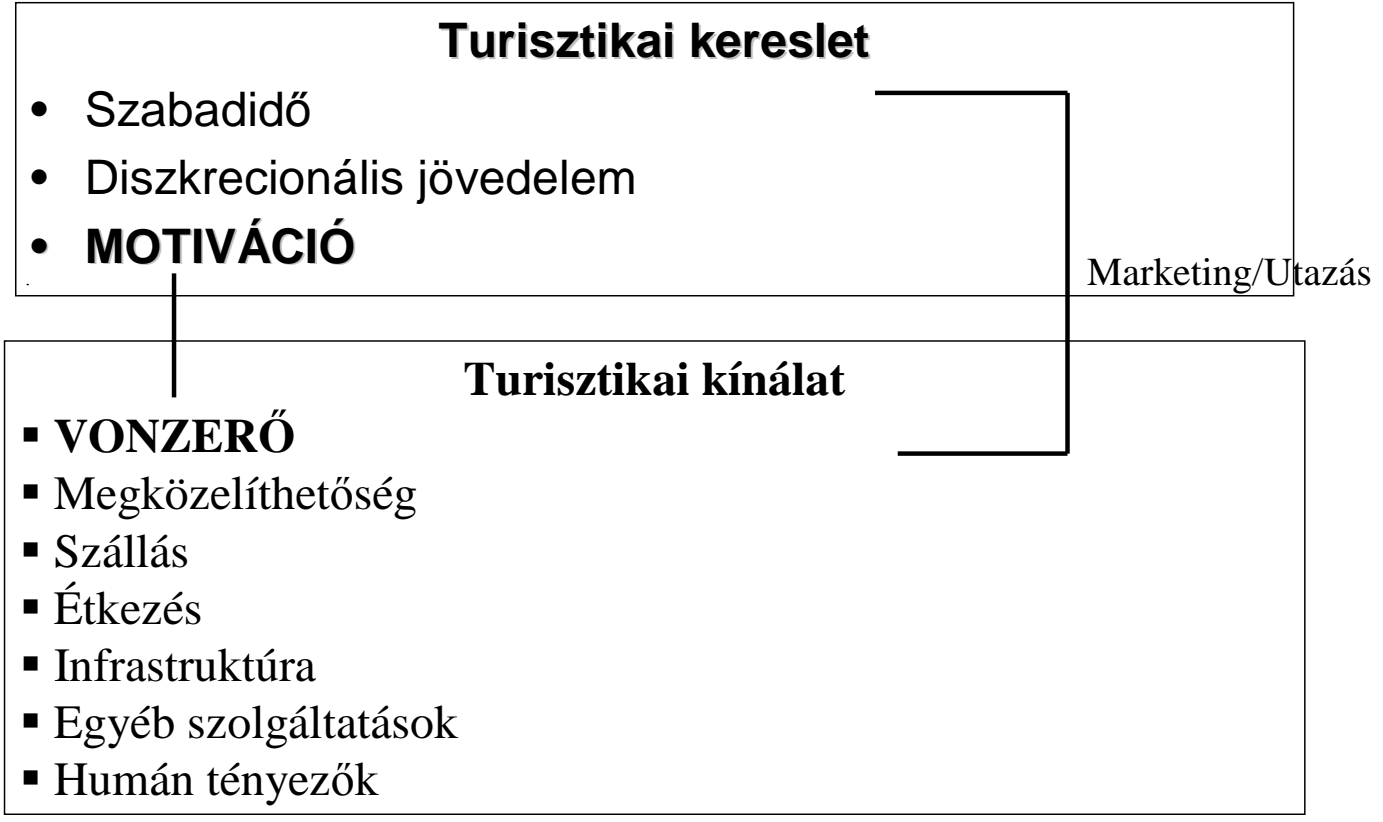 Turisztikai kereslet
• Szabadidő
• Diszkrecionális jövedelem
• MOTIVÁCIÓ
.
Marketing/Utazás
Turisztikai kínálat
▪ VONZERŐ
▪ Megközelíthetőség
▪ Szállás
▪ Étkezés
▪ Infrastruktúra
▪ Egyéb szolgáltatások
▪ Humán tényezők